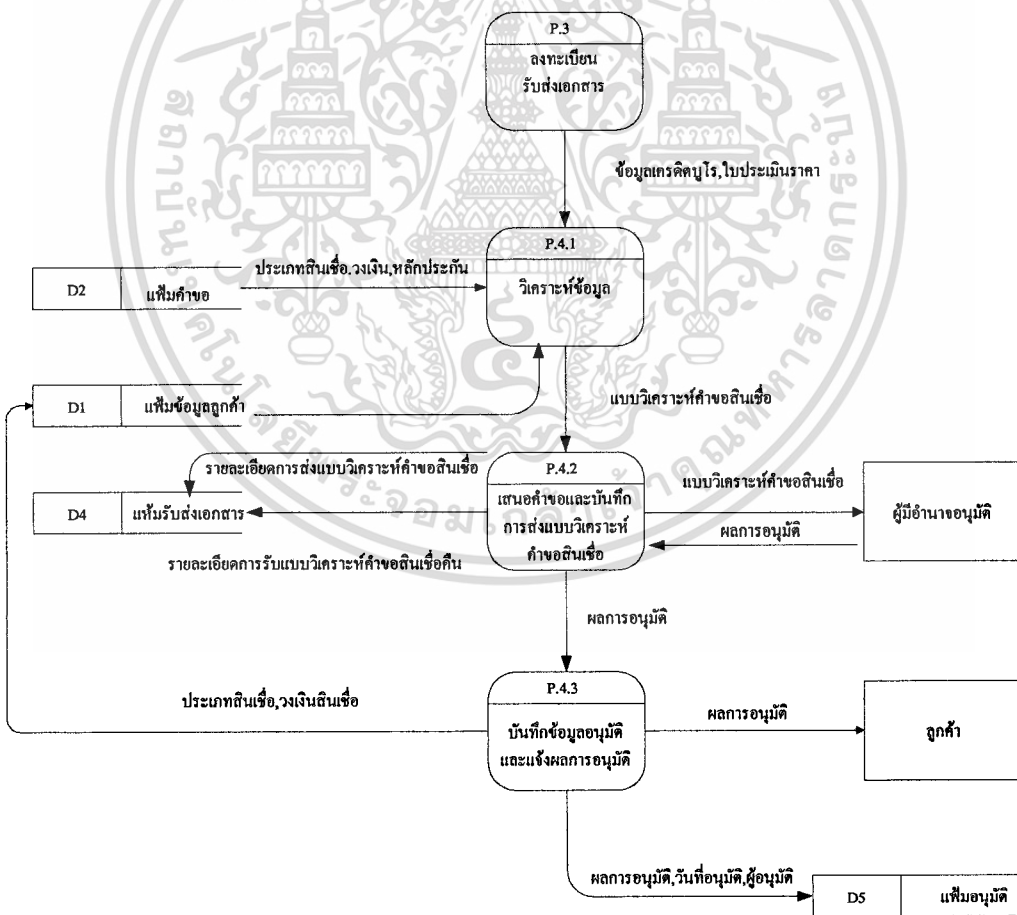 P.3
ลงทะเบียน
รับส่งเอกสาร
ข้อมูลเครดิตบูโร,ใบประเมินราคา
P.4.1
วิเคราะห์ข้อมูล
ประเภทสินเชื่อ,วงเงิน,หลักประกัน
D2
แฟ้มคำขอ
D1
แฟ้มข้อมูลลูกค้า
แบบวิเคราะห์คำขอสินเชื่อ
รายละเอียดการส่งแบบวิเคราะห์คำขอสินเชื่อ
P.4.2
เสนอคำขอและบันทึก
การส่งแบบวิเคราะห์
คำขอสินเชื่อ
แบบวิเคราะห์คำขอสินเชื่อ
ผู้มีอำนาจอนุมัติ
ผลการอนุมัติ
D4
แห้มรับส่งเอกสาร
รายละเอียดการรับแบบวิเคราะห์คำขอสินเชื่อคืน
ผลการอนุมัติ
P.4.3
บันทึกข้อมูลอนุมัติ
และแจ้งผลการอนุมัติ
ประเภทสินเชื่อ,วงเงินสินเชื่อ
ผลการอนุมัติ
ลูกค้า
ผลการอนุมัติ,วันที่อนุมัติ,ผู้อนุมัติ
D5
แฟ้มอนุมัติ